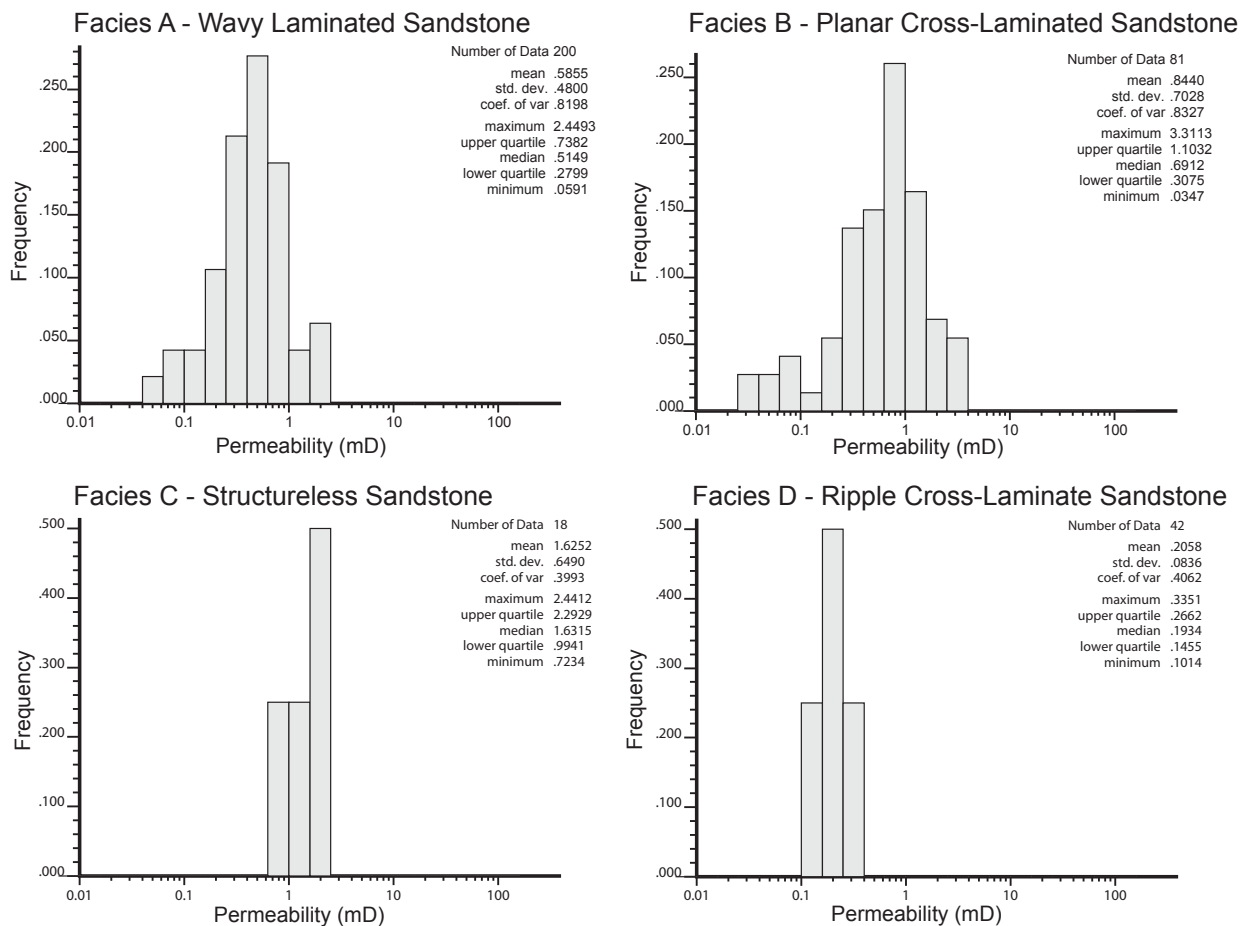 Facies A - Wavy Laminated Sandstone
Number of Data 200
mean .5855
std. dev. .4800
coef. of var .8198
maximum 2.4493
upper quartile .7382
median .5149
lower quartile .2799
minimum .0591
Frequency
.250
.200
.150
.100
.050
.000
0.01 0.1 1 10 100
Permeability (mD)
Facies B - Planar Cross-Laminated Sandstone
Number of Data 81
mean .8440
std. dev. .7028
coef. of var .8327
maximum 3.3113
upper quartile 1.1032
median .6912
lower quartile .3075
minimum .0347
Frequency
.250
.200
.150
.100
.050
.000
0.01 0.1 1 10 100
Permeability (mD)
Facies C - Structureless Sandstone
Number of Data 18
mean 1.6252
std. dev. .6490
coef. of var .3993
maximum 2.4412
upper quartile 2.2929
median 1.6315
lower quartile .9941
minimum .7234
Frequency
.500
.400
.300
.200
.100
.000
0.01 0.1 1 10 100
Permeability (mD)
Facies D - Ripple Cross-Laminate Sandstone
Number of Data 42
mean .2058
std. dev. .0836
coef. of var .4062
maximum .3351
upper quartile .2662
median .1934
lower quartile .1455
minimum .1014
Frequency
.500
.400
.300
.200
.100
.000
0.01 0.1 1 10 100
Permeability (mD)